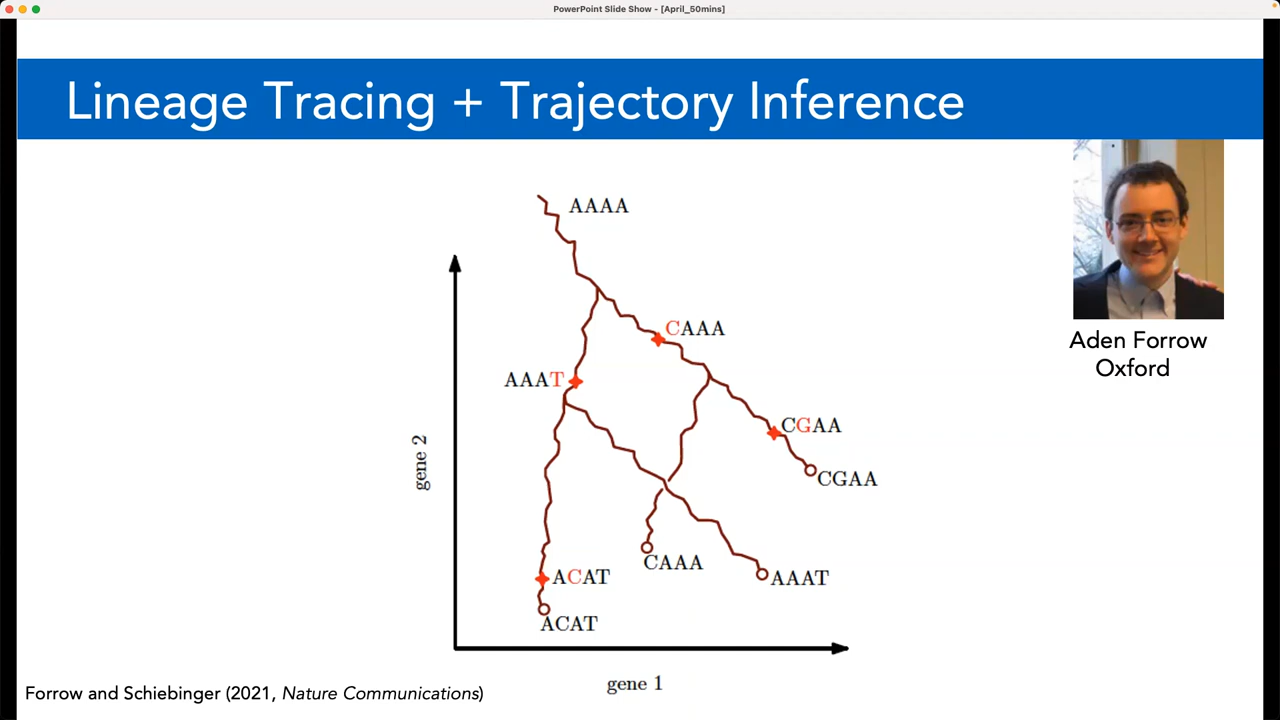 PowerPoint Slide Show - [April_50mins]
Lineage Tracing + Trajectory Inference
AAAA
CAAA
AAAT
CGAA
CGAA
CAAA
AAAT
ACAT
ACAT
gene 2
gene 1
Aden Forrow
Oxford
Forrow and Schiebinger (2021, Nature Communications)